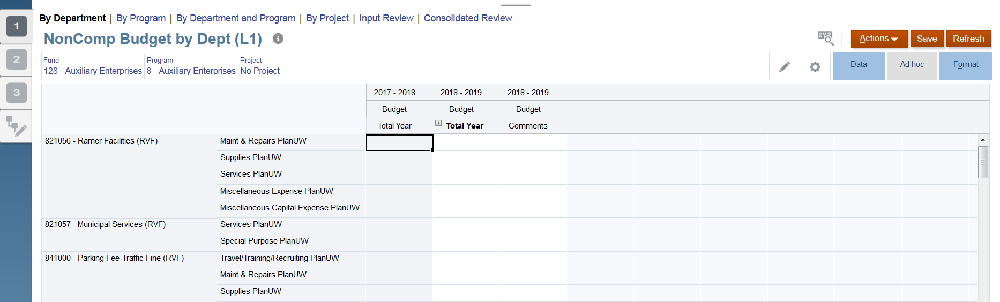 By Department | By Program | By Department and Program | By Project | Input Review | Consolidated Review
1
NonComp Budget by Dept (L1)
Actions Save Refresh
2
Fund Program Project
128 - Auxiliary Enterprises 8 - Auxiliary Enterprises No Project
Data Ad hoc Format
3
2017 - 2018 2018 - 2019 2018 - 2019
Budget Budget Budget
Total Year Total Year Comments
821056 - Ramer Facilities (RVF) Maint & Repairs PlanUW
Supplies PlanUW
Services PlanUW
Miscellaneous Expense PlanUW
Miscellaneous Capital Expense PlanUW
821057 - Municipal Services (RVF) Services PlanUW
Special Purpose PlanUW
841000 - Parking Fee-Traffic Fine (RVF) Travel/Training/Recruiting PlanUW
Maint & Repairs PlanUW
Supplies PlanUW